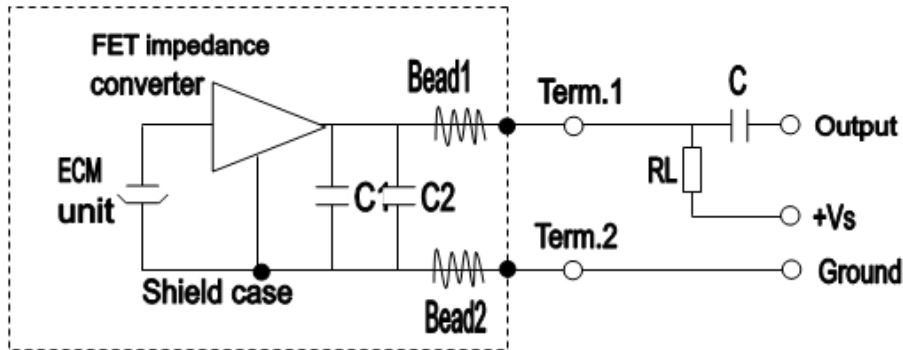 FET impedance
converter
Bead1
Term.1
C
Output
ECM
unit
C1
C2
RL
+Vs
Term.2
Ground
Shield case
Bead2